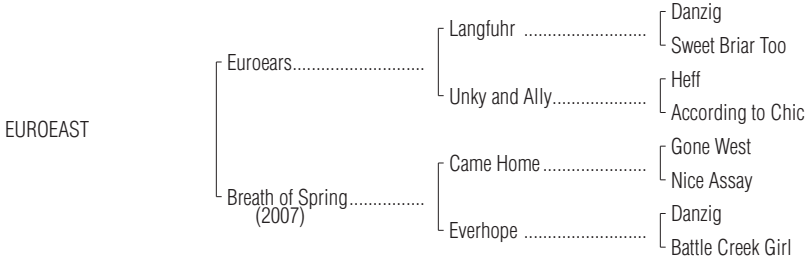 Danzig
Langfuhr ..........................
Sweet Briar Too
Euroears............................
Heff
Unky and Ally....................
According to Chic
EUROEAST
Gone West
Came Home......................
Nice Assay
Breath of Spring................
(2007)
Danzig
Everhope ..........................
Battle Creek Girl